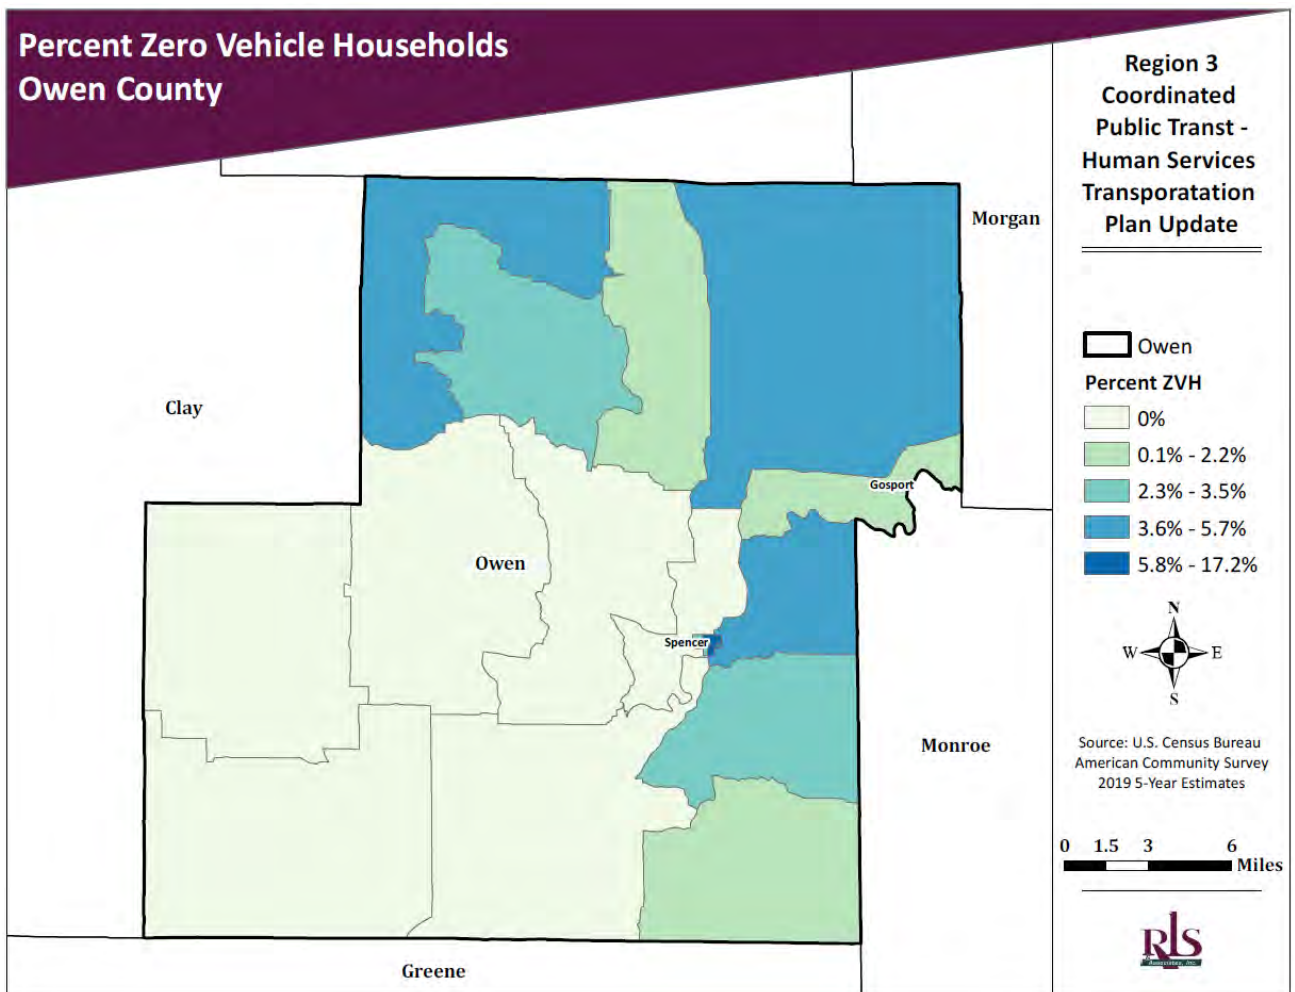 Percent Zero Vehicle Households
Owen County
Region 3
Coordinated
Public Transt -
Human Services
Transporatation
Plan Update
Morgan
Clay
Owen
Gosport
Spencer
Monroe
Greene
Owen
Percent ZVH
0%
0.1% - 2.2%
2.3% - 3.5%
3.6% - 5.7%
5.8% - 17.2%
N
W E
S
Source: U.S. Census Bureau
American Community Survey
2019 5-Year Estimates
0 1.5 3 6
Miles
RLS
& Associates, Inc.